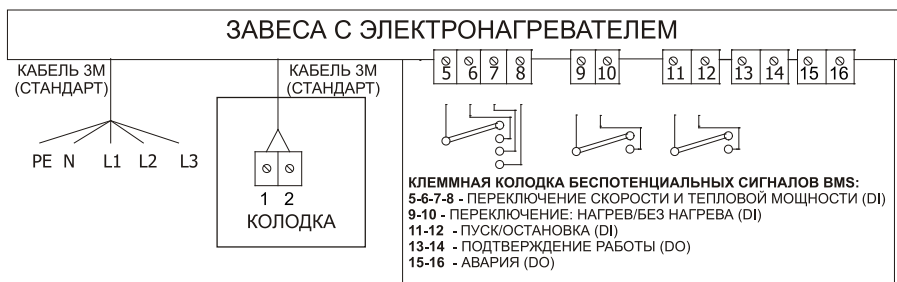 ЗАВЕСА С ЭЛЕКТРОНАГРЕВАТЕЛЕМ
5 6 7 8 9 10 11 12 13 14 15 16
КАБЕЛЬ 3М
(СТАНДАРТ)
КАБЕЛЬ 3М
(СТАНДАРТ)
PE N L1 L2 L3
1 2
КОЛОДКА
КЛЕММНАЯ КОЛОДКА БЕСПОТЕНЦИАЛЬНЫХ СИГНАЛОВ BMS:
5-6-7-8 - ПЕРЕКЛЮЧЕНИЕ СКОРОСТИ И ТЕПЛОВОЙ МОЩНОСТИ (DI)
9-10 - ПЕРЕКЛЮЧЕНИЕ: НАГРЕВ/БЕЗ НАГРЕВА (DI)
11-12 - ПУСК/ОСТАНОВКА (DI)
13-14 - ПОДТВЕРЖДЕНИЕ РАБОТЫ (DO)
15-16 - АВАРИЯ (DO)